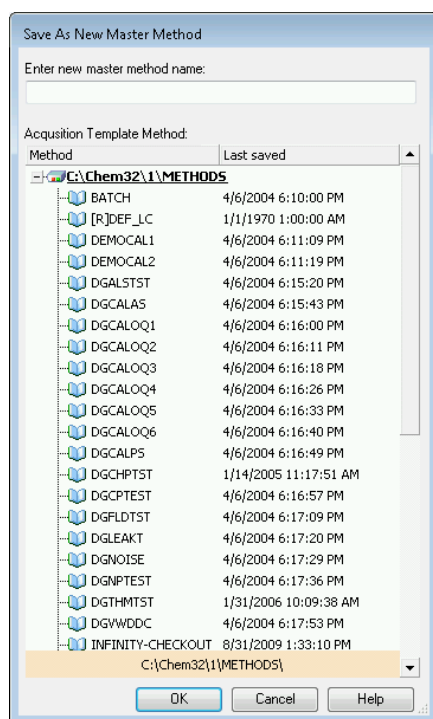 Save As New Master Method
Enter new master method name:
Acqusition Template Method:
Method Last saved
C:\Chem32\1\METHODS
BATCH 4/6/2004 6:10:00 PM
[R]DEF_LC 1/1/1970 1:00:00 AM
DEMOCAL1 4/6/2004 6:11:09 PM
DEMOCAL2 4/6/2004 6:11:19 PM
DGALSTST 4/6/2004 6:15:20 PM
DGCALAS 4/6/2004 6:15:43 PM
DGCALOQ1 4/6/2004 6:16:00 PM
DGCALOQ2 4/6/2004 6:16:11 PM
DGCALOQ3 4/6/2004 6:16:18 PM
DGCALOQ4 4/6/2004 6:16:26 PM
DGCALOQ5 4/6/2004 6:16:33 PM
DGCALOQ6 4/6/2004 6:16:40 PM
DGCALPS 4/6/2004 6:16:49 PM
DGCHPTST 1/14/2005 11:17:51 AM
DGCPTEST 4/6/2004 6:16:57 PM
DGFLDTST 4/6/2004 6:17:09 PM
DGLEAKT 4/6/2004 6:17:20 PM
DGNOISE 4/6/2004 6:17:29 PM
DGNPTEST 4/6/2004 6:17:36 PM
DGTHMTST 1/31/2006 10:09:38 AM
DGVWDDC 4/6/2004 6:17:53 PM
INFINITY-CHECKOUT 8/31/2009 1:33:10 PM
C:\Chem32\1\METHODS\
OK Cancel Help